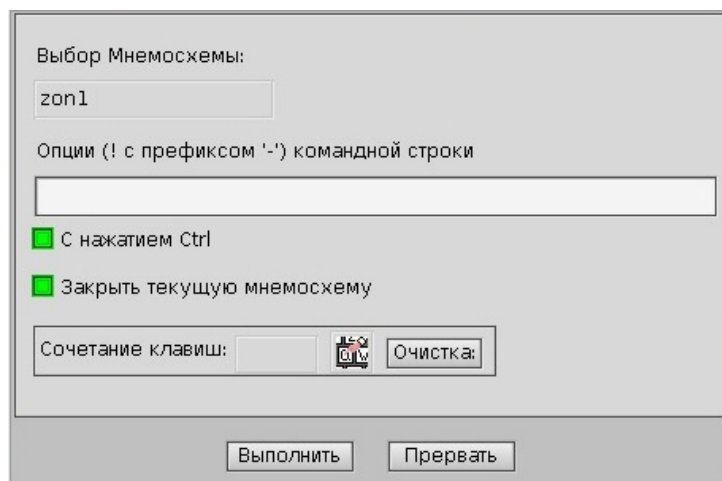 Выбор Мнемосхемы:
zon1
Опции (! с префиксом '-') командной строки
С нажатием Ctrl
Закрыть текущую мнемосхему
Сочетание клавиш: Очистка:
Выполнить Прервать